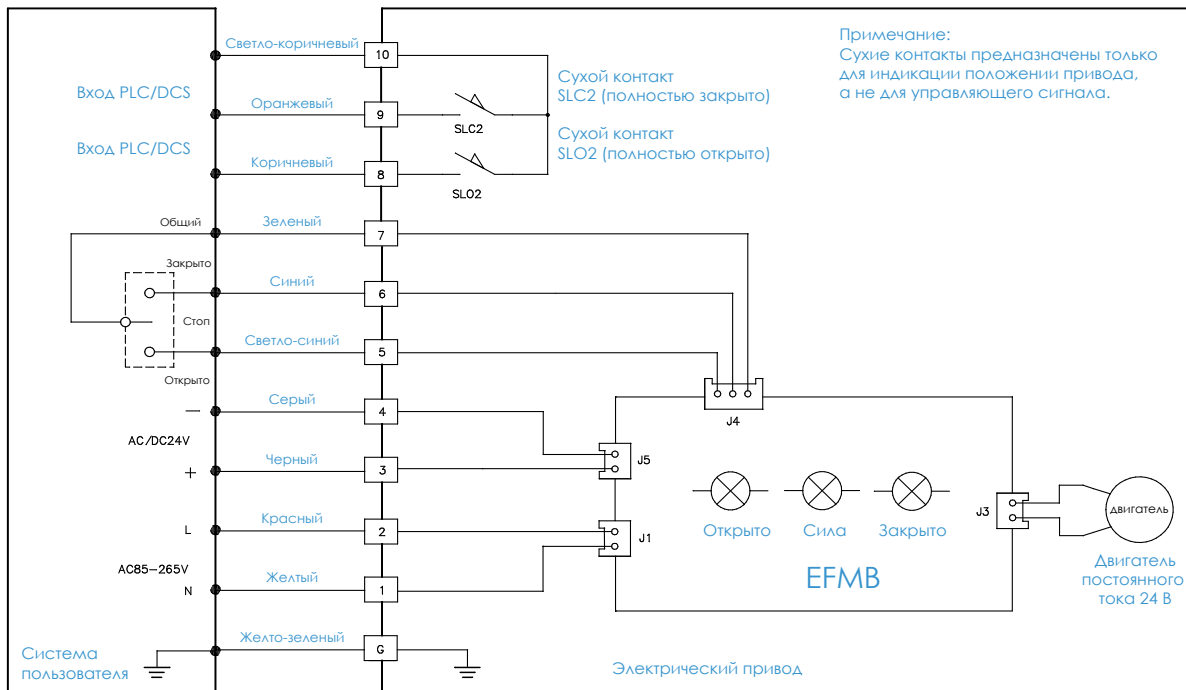 Светло-коричневый
10
Примечание:
Сухие контакты предназначены только
для индикации положении привода,
а не для управляющего сигнала.
Сухой контакт
SLC2 (полностью закрыто)
Вход PLC/DCS
Оранжевый
9
SLC2
Сухой контакт
SLO2 (полностью открыто)
Вход PLC/DCS
Коричневый
8
SLO2
Общий
Зеленый
7
Закрыто
Синий
6
Стоп
Светло-синий
5
Открыто
Серый
4
—
J4
AC/DC24V
Черный
3
+
J5
L
Красный
2
J1
Открыто
Сила
Закрыто
J3
двигатель
AC85-265V
N
Желтый
1
EFMB
Двигатель
постоянного
тока 24 В
Желто-зеленый
G
Система
пользователя
Электрический привод